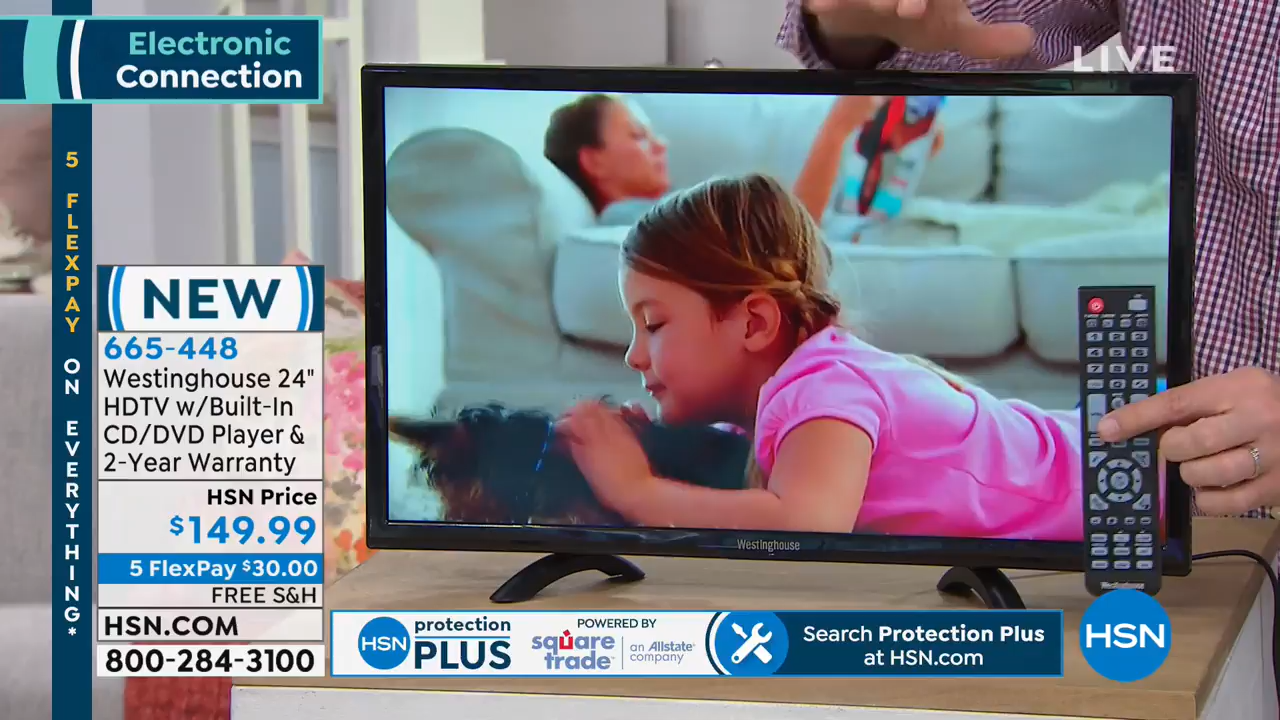 Electronic
Connection
LIVE
5 FLEXPAY ON EVERYTHING*
NEW
665-448
Westinghouse 24"
HDTV w/Built-In
CD/DVD Player &
2-Year Warranty
HSN Price
$149.99
5 FlexPay $30.00
FREE S&H
HSN.COM
800-284-3100
Westinghouse
Westinghouse
HSN
protection
PLUS
POWERED BY
square
trade
an Allstate
company
Search Protection Plus
at HSN.com
HSN